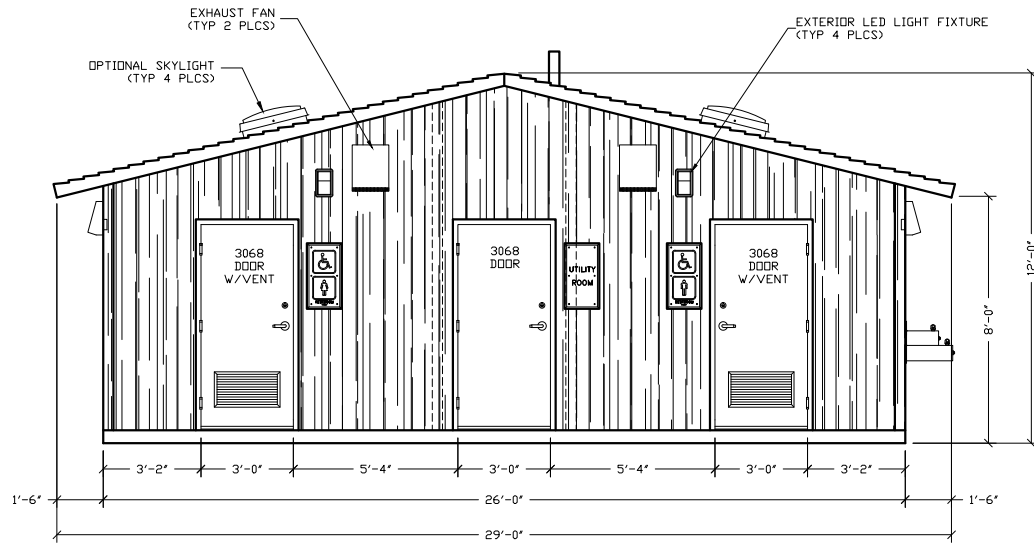 EXHAUST FAN
(TYP 2 PLCS)
EXTERIOR LED LIGHT FIXTURE
(TYP 4 PLCS)
OPTIONAL SKYLIGHT
(TYP 4 PLCS)
3068
DOOR
W/VENT
3068
DOOR
UTILITY
ROOM
3068
DOOR
W/VENT
12'-0"
8'-0"
3'-2"
3'-0"
5'-4"
3'-0"
5'-4"
3'-0"
3'-2"
1'-6"
26'-0"
1'-6"
29'-0"